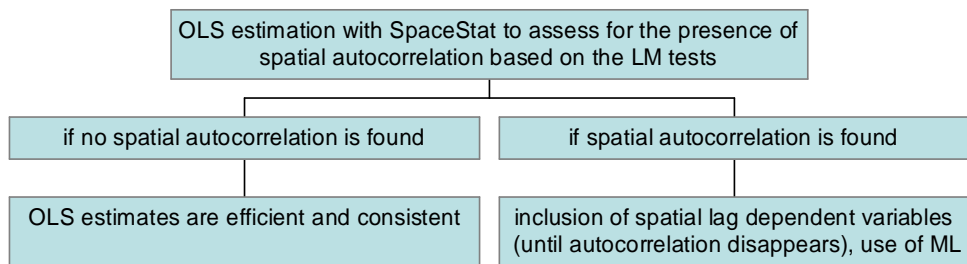 OLS estimation with SpaceStat to assess for the presence of
spatial autocorrelation based on the LM tests
if no spatial autocorrelation is found
if spatial autocorrelation is found
OLS estimates are efficient and consistent
inclusion of spatial lag dependent variables
(until autocorrelation disappears), use of ML